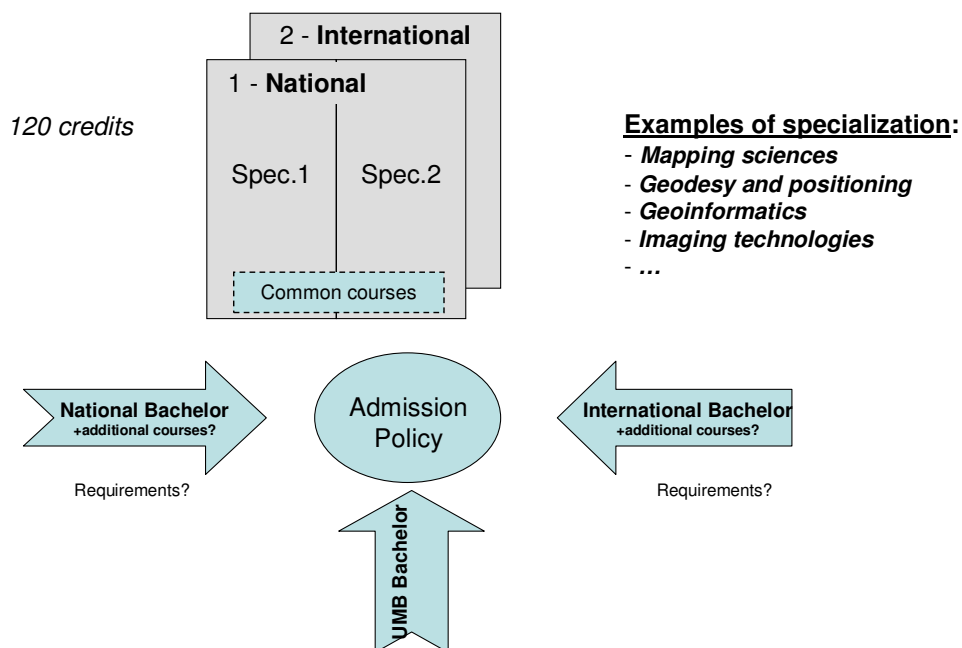 2 - International
1 - National
120 credits
Spec.1
Spec.2
Common courses
Examples of specialization:
- Mapping sciences
- Geodesy and positioning
- Geoinformatics
- Imaging technologies
- ...
National Bachelor
+additional courses?
Requirements?
Admission
Policy
International Bachelor
+additional courses?
Requirements?
UMB Bachelor